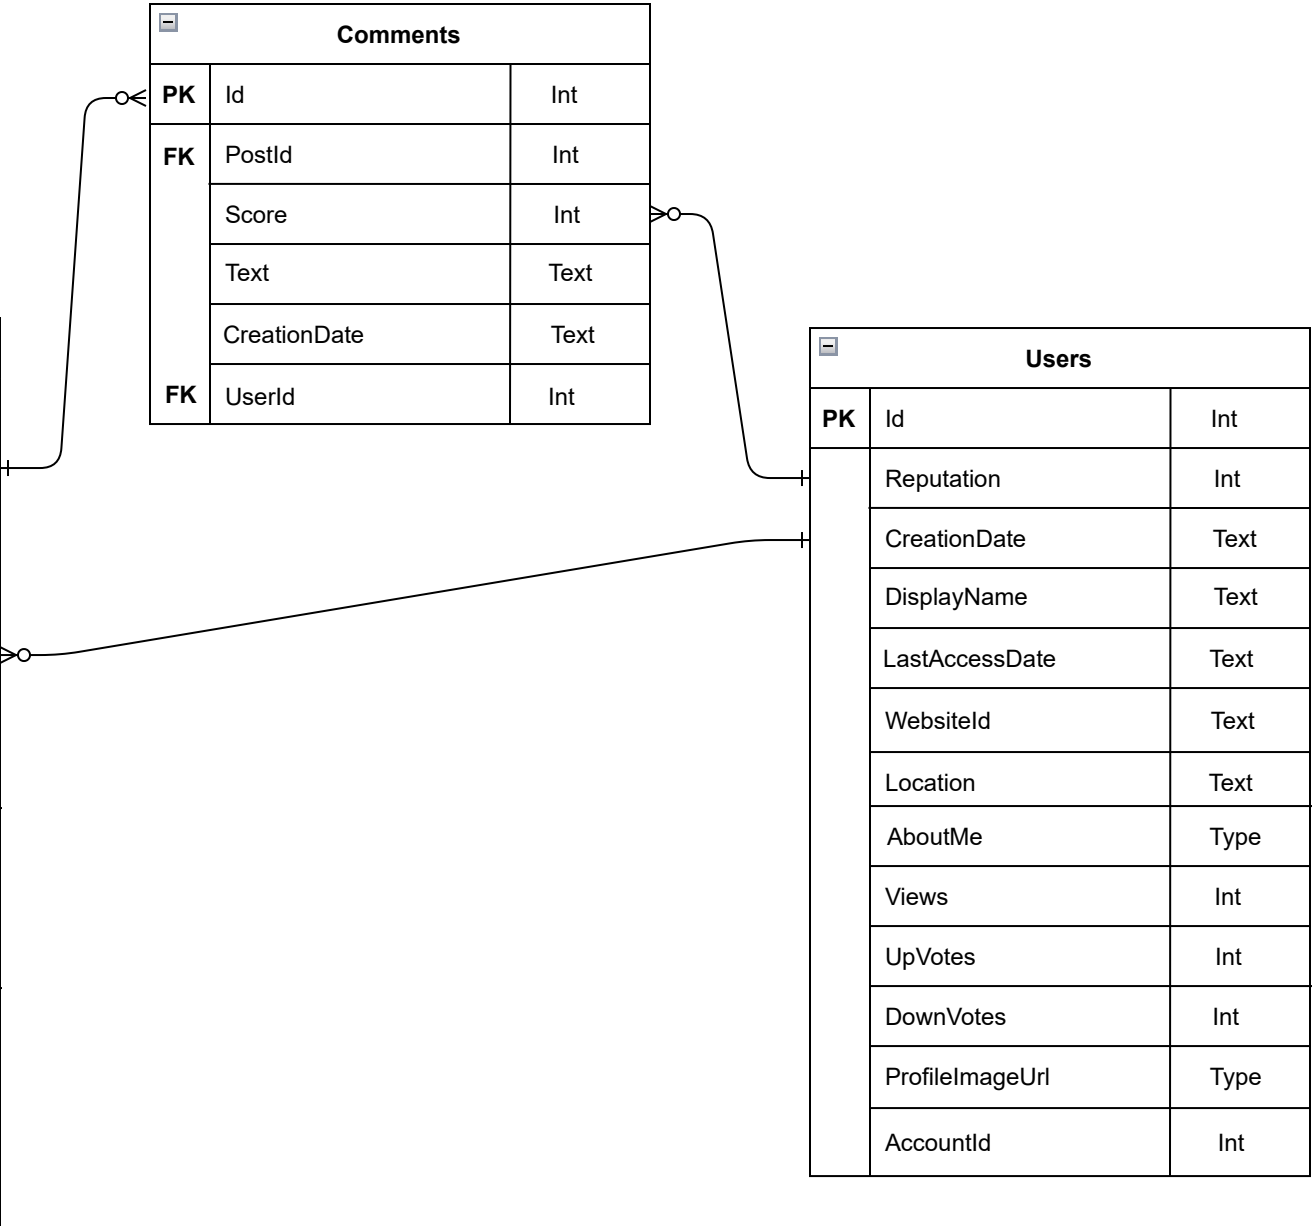 Comments
PK Id Int
FK PostId Int
Score Int
Text Text
CreationDate Text
FK UserId Int
Users
PK Id Int
Reputation Int
CreationDate Text
DisplayName Text
LastAccessDate Text
WebsiteId Text
Location Text
AboutMe Type
Views Int
UpVotes Int
DownVotes Int
ProfileImageUrl Type
AccountId Int